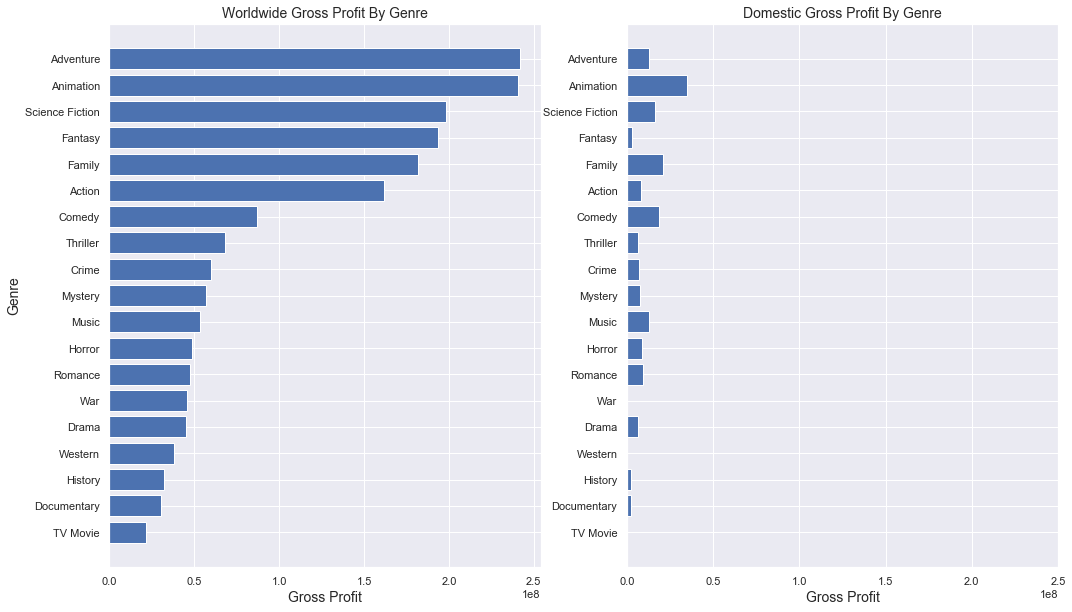 Worldwide Gross Profit By Genre
Genre
Adventure
Animation
Science Fiction
Fantasy
Family
Action
Comedy
Thriller
Crime
Mystery
Music
Horror
Romance
War
Drama
Western
History
Documentary
TV Movie
0.0 0.5 1.0 1.5 2.0 2.5
1e8
Gross Profit
Domestic Gross Profit By Genre
Adventure
Animation
Science Fiction
Fantasy
Family
Action
Comedy
Thriller
Crime
Mystery
Music
Horror
Romance
War
Drama
Western
History
Documentary
TV Movie
0.0 0.5 1.0 1.5 2.0 2.5
1e8
Gross Profit